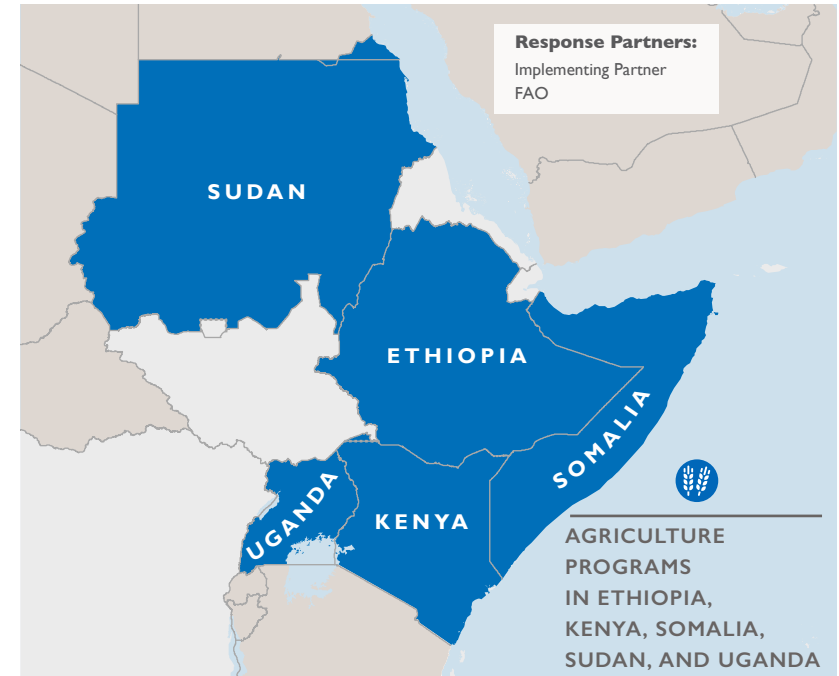 Response Partners:
Implementing Partner
FAO
SUDAN
ETHIOPIA
SOMALIA
UGANDA
KENYA
AGRICULTURE
PROGRAMS
IN ETHIOPIA,
KENYA, SOMALIA,
SUDAN, AND UGANDA